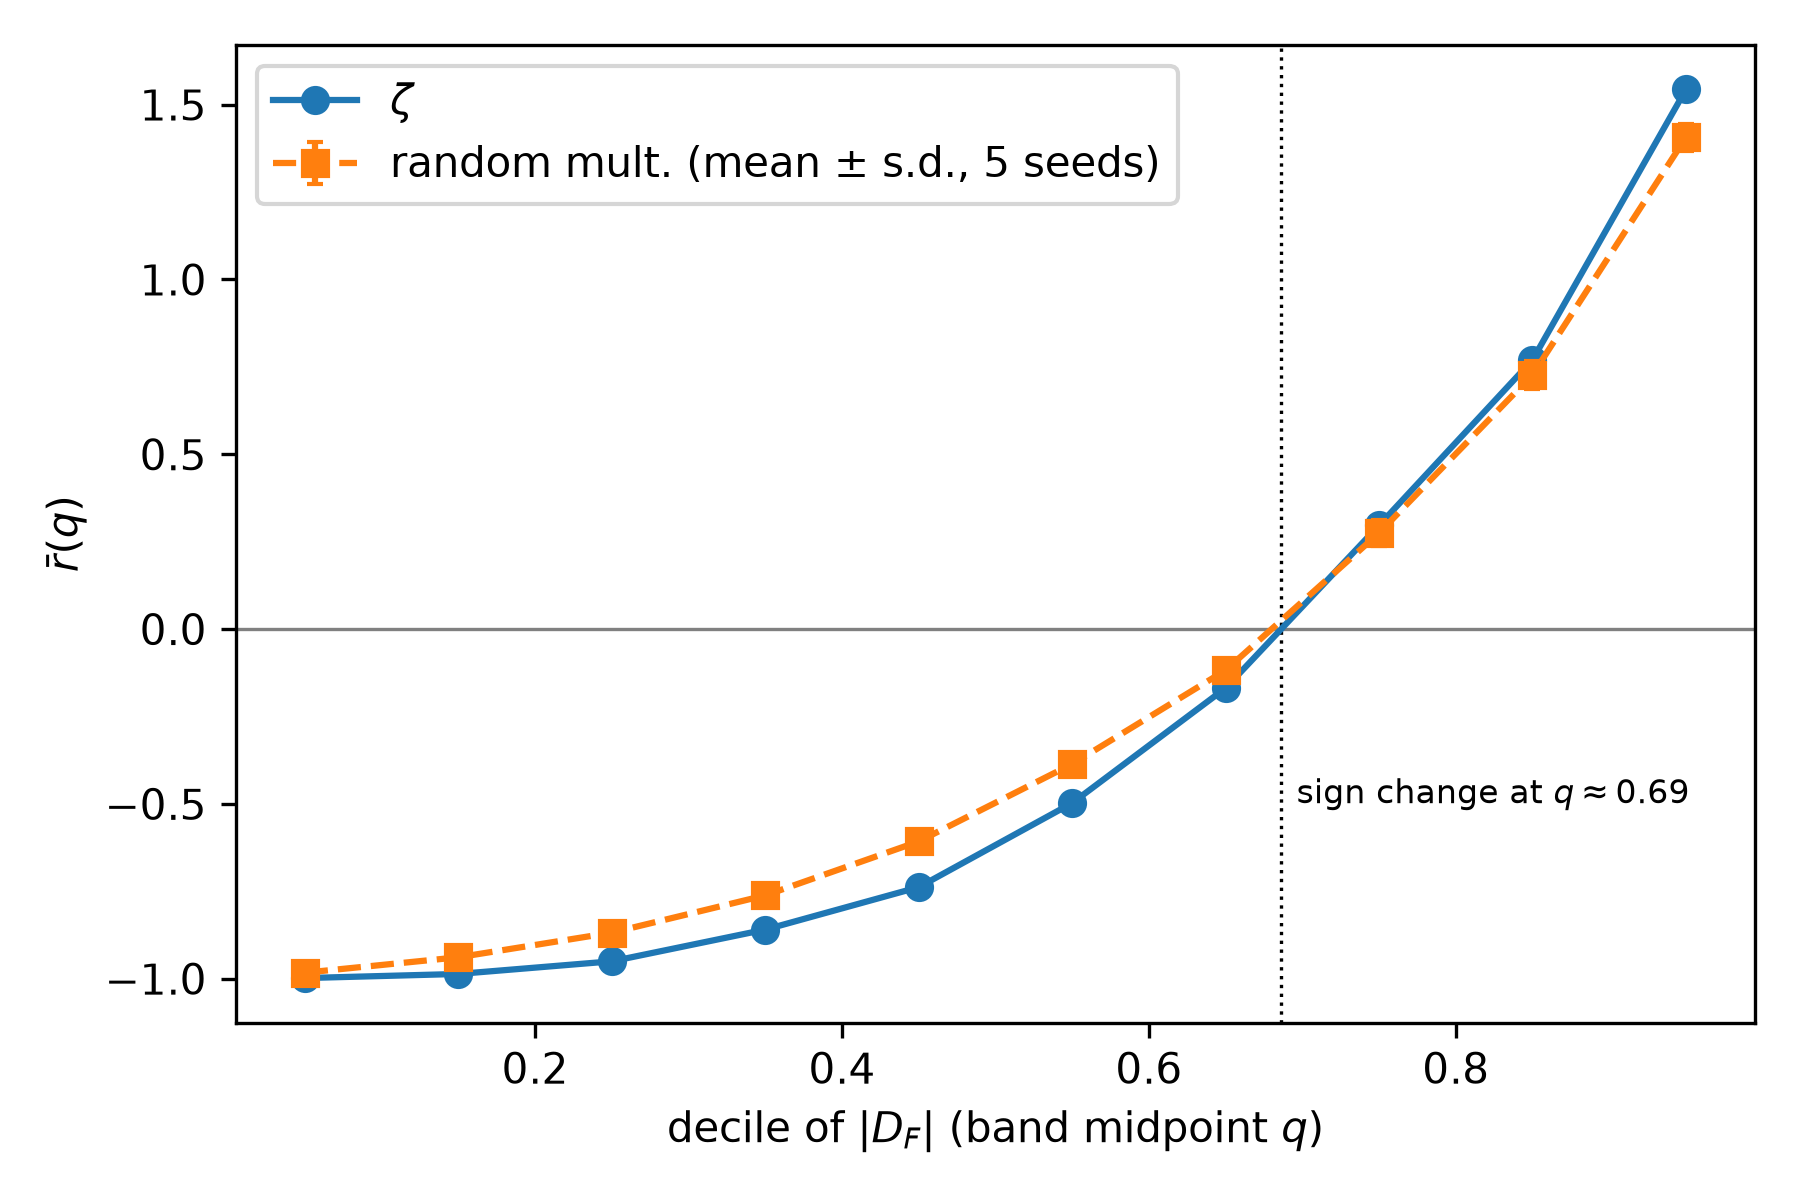 ζ
random mult. (mean ± s.d., 5 seeds)
1.5
1.0
0.5
0.0
−0.5
−1.0
r̄(q)
sign change at q ≈ 0.69
0.2 0.4 0.6 0.8
decile of |D_F| (band midpoint q)